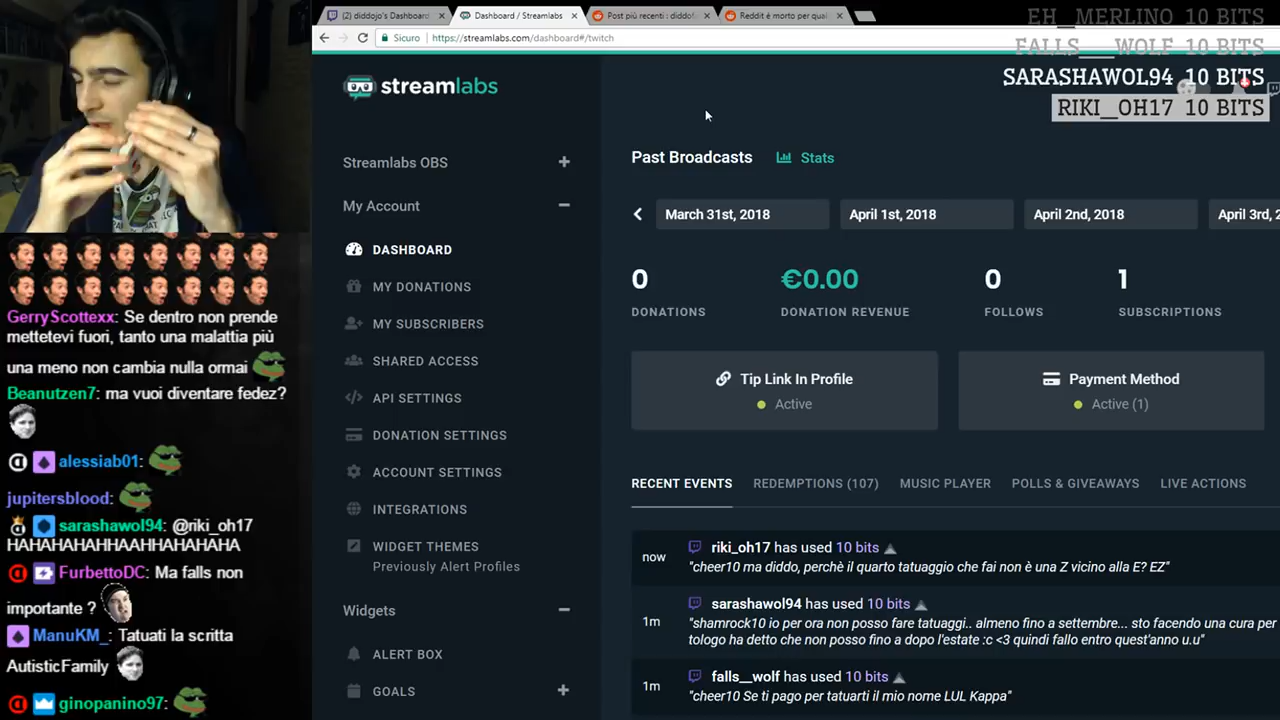 (2) diddojo's Dashboard
Dashboard / Streamlabs
Post più recenti : diddof
Reddit è morto per qual
Sicuro
https://streamlabs.com/dashboard#/twitch
EH_MERLINO 10 BITS
FALLS__WOLF 10 BITS
SARASHAWOL94 10 BITS
RIKI_OH17 10 BITS
streamlabs
Streamlabs OBS
My Account
DASHBOARD
MY DONATIONS
MY SUBSCRIBERS
SHARED ACCESS
API SETTINGS
DONATION SETTINGS
ACCOUNT SETTINGS
INTEGRATIONS
WIDGET THEMES
Previously Alert Profiles
Widgets
ALERT BOX
GOALS
Past Broadcasts
Stats
March 31st, 2018
April 1st, 2018
April 2nd, 2018
April 3rd, 2
0
DONATIONS
€0.00
DONATION REVENUE
0
FOLLOWS
1
SUBSCRIPTIONS
Tip Link In Profile
Active
Payment Method
Active (1)
RECENT EVENTS
REDEMPTIONS (107)
MUSIC PLAYER
POLLS & GIVEAWAYS
LIVE ACTIONS
now
riki_oh17 has used 10 bits
"cheer10 ma diddo, perchè il quarto tatuaggio che fai non è una Z vicino alla E? EZ"
1m
sarashawol94 has used 10 bits
"shamrock10 io per ora non posso fare tatuaggi.. almeno fino a settembre... sto facendo una cura per
tologo ha detto che non posso fino a dopo l'estate :c <3 quindi fallo entro quest'anno u.u"
1m
falls__wolf has used 10 bits
"cheer10 Se ti pago per tatuarti il mio nome LUL Kappa"
GerryScottexx: Se dentro non prende
mettetevi fuori, tanto una malattia più
una meno non cambia nulla ormai
Beanutzen7: ma vuoi diventare fedez?
alessiab01:
jupitersblood:
sarashawol94: @riki_oh17
HAHAHAHAHHAAHHAHAHAHA
FurbettoDC: Ma falls non
importante ?
ManuKM_: Tatuati la scritta
AutisticFamily
ginopanino97: